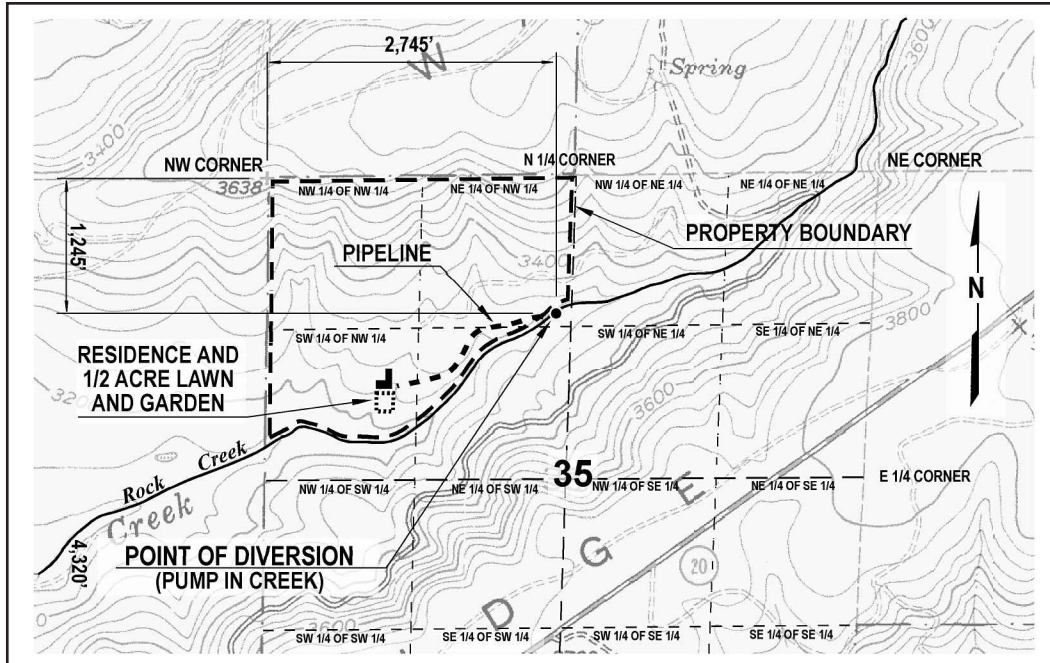 2,745'
W
3600
Spring
3400
NW CORNER
N 1/4 CORNER
NE CORNER
3638
NW 1/4 OF NW 1/4
NE 1/4 OF NW 1/4
NW 1/4 OF NE 1/4
NE 1/4 OF NE 1/4
1,245'
PROPERTY BOUNDARY
PIPELINE
3400
N
SW 1/4 OF NW 1/4
SW 1/4 OF NE 1/4
SE 1/4 OF NE 1/4
3800
RESIDENCE AND
1/2 ACRE LAWN
AND GARDEN
3600
Rock Creek
Creek
35
E 1/4 CORNER
NW 1/4 OF SW 1/4
NE 1/4 OF SW 1/4
NW 1/4 OF SE 1/4
NE 1/4 OF SE 1/4
E
G
D
4,320'
POINT OF DIVERSION
(PUMP IN CREEK)
20
3600
SW 1/4 OF SW 1/4
SE 1/4 OF SW 1/4
SW 1/4 OF SE 1/4
SE 1/4 OF SE 1/4